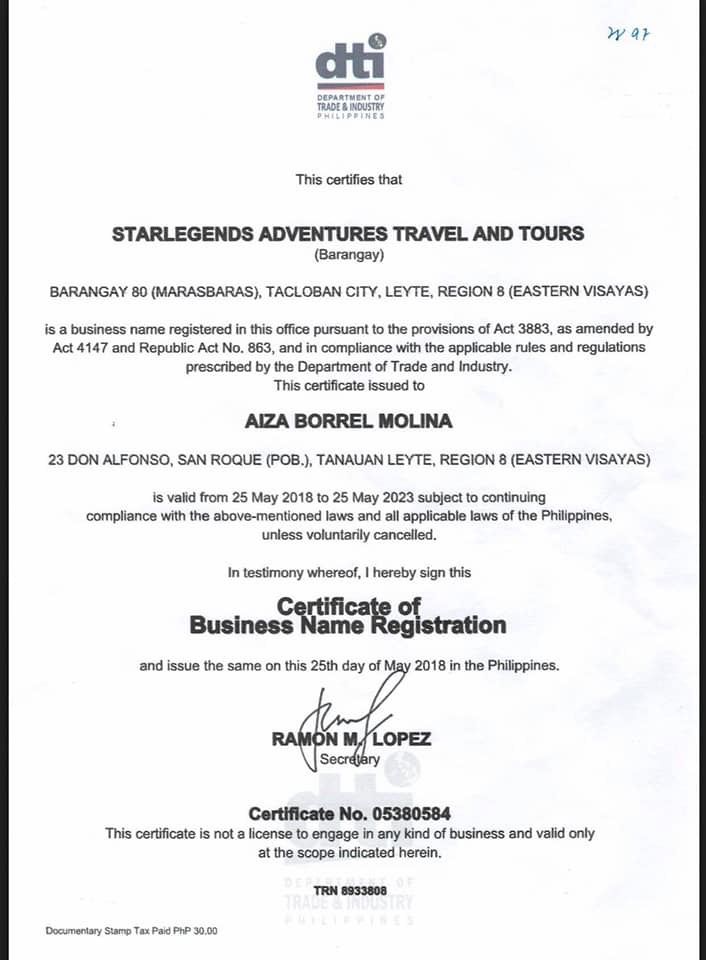 W 97
dti
DEPARTMENT OF
TRADE & INDUSTRY
PHILIPPINES
This certifies that
STARLEGENDS ADVENTURES TRAVEL AND TOURS
(Barangay)
BARANGAY 80 (MARASBARAS), TACLOBAN CITY, LEYTE, REGION 8 (EASTERN VISAYAS)
is a business name registered in this office pursuant to the provisions of Act 3883, as amended by
Act 4147 and Republic Act No. 863, and in compliance with the applicable rules and regulations
prescribed by the Department of Trade and Industry.
This certificate issued to
AIZA BORREL MOLINA
23 DON ALFONSO, SAN ROQUE (POB.), TANAUAN LEYTE, REGION 8 (EASTERN VISAYAS)
is valid from 25 May 2018 to 25 May 2023 subject to continuing
compliance with the above-mentioned laws and all applicable laws of the Philippines,
unless voluntarily cancelled.
In testimony whereof, I hereby sign this
Certificate of
Business Name Registration
and issue the same on this 25th day of May 2018 in the Philippines.
RAMON M. LOPEZ
Secretary
dti
Certificate No. 05380584
This certificate is not a license to engage in any kind of business and valid only
at the scope indicated herein.
DEPARTMENT OF
TRN 8933808
TRADE & INDUSTRY
PHILIPPINES
Documentary Stamp Tax Paid PhP 30.00